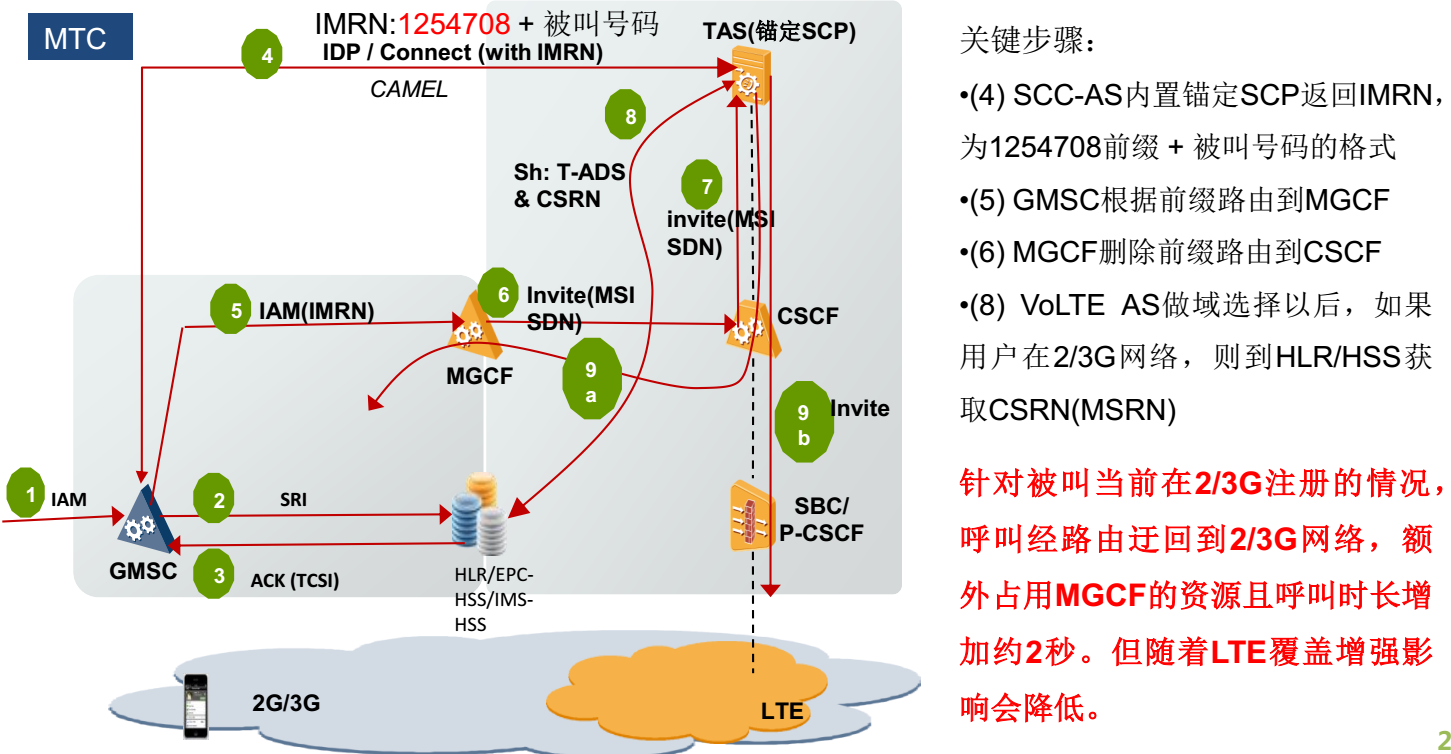 MTC
IMRN:1254708 + 被叫号码
IDP / Connect (with IMRN)
CAMEL
4
TAS(锚定SCP)
8
Sh: T-ADS
& CSRN
7
invite(MSI
SDN)
5
IAM(IMRN)
6
Invite(MSI
SDN)
CSCF
MGCF
9
a
9
b
Invite
1
IAM
2
SRI
SBC/
P-CSCF
GMSC
3
ACK (TCSI)
HLR/EPC-
HSS/IMS-
HSS
2G/3G
LTE
关键步骤：
•(4) SCC-AS内置锚定SCP返回IMRN，
为1254708前缀 + 被叫号码的格式
•(5) GMSC根据前缀路由到MGCF
•(6) MGCF删除前缀路由到CSCF
•(8) VoLTE AS做域选择以后，如果
用户在2/3G网络，则到HLR/HSS获
取CSRN(MSRN)
针对被叫当前在2/3G注册的情况，
呼叫经路由迂回到2/3G网络，额
外占用MGCF的资源且呼叫时长增
加约2秒。但随着LTE覆盖增强影
响会降低。
2